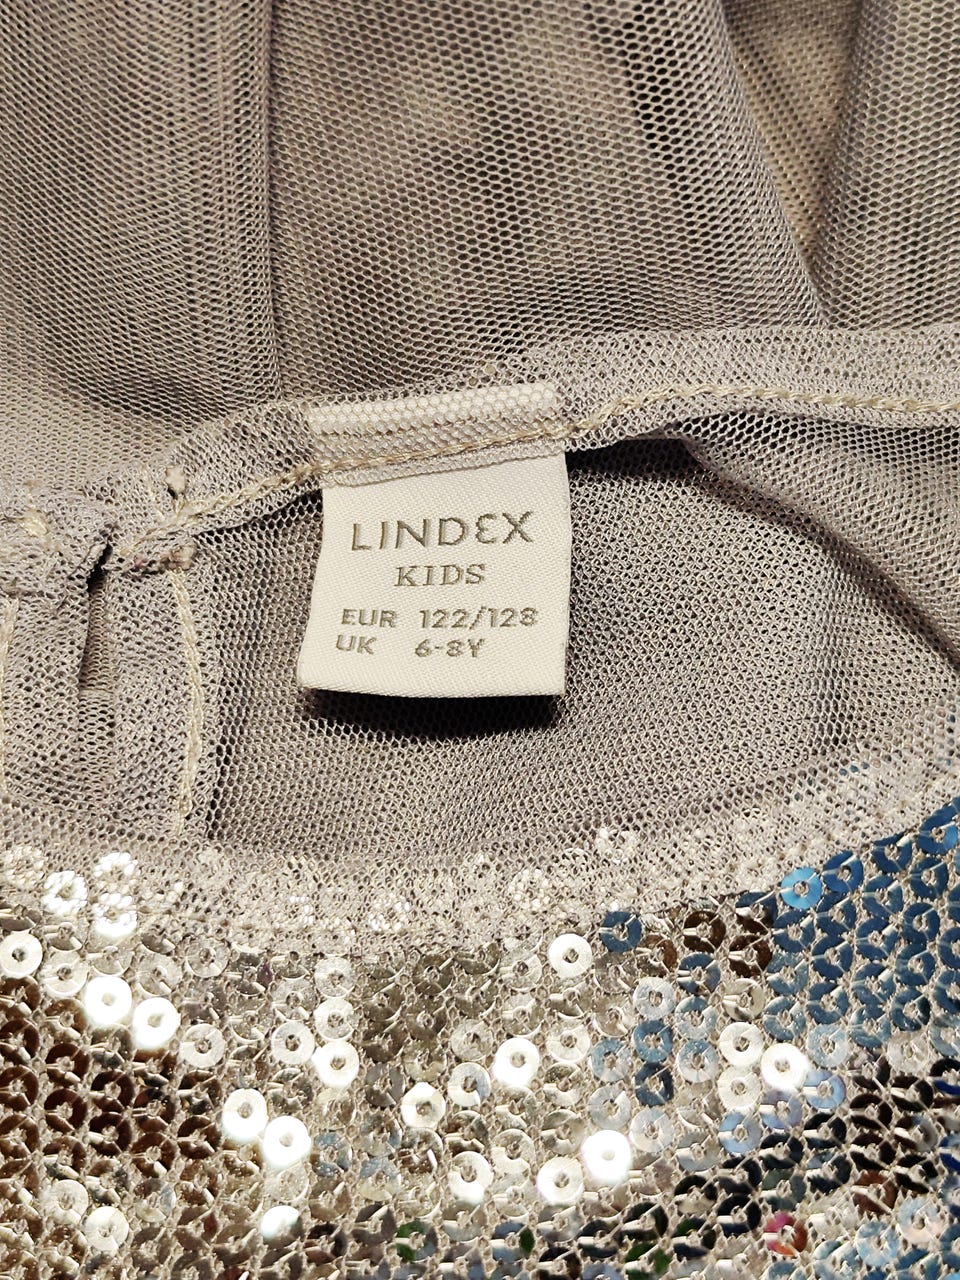 LINDEX
KIDS
EUR 122/128
UK 6-8Y